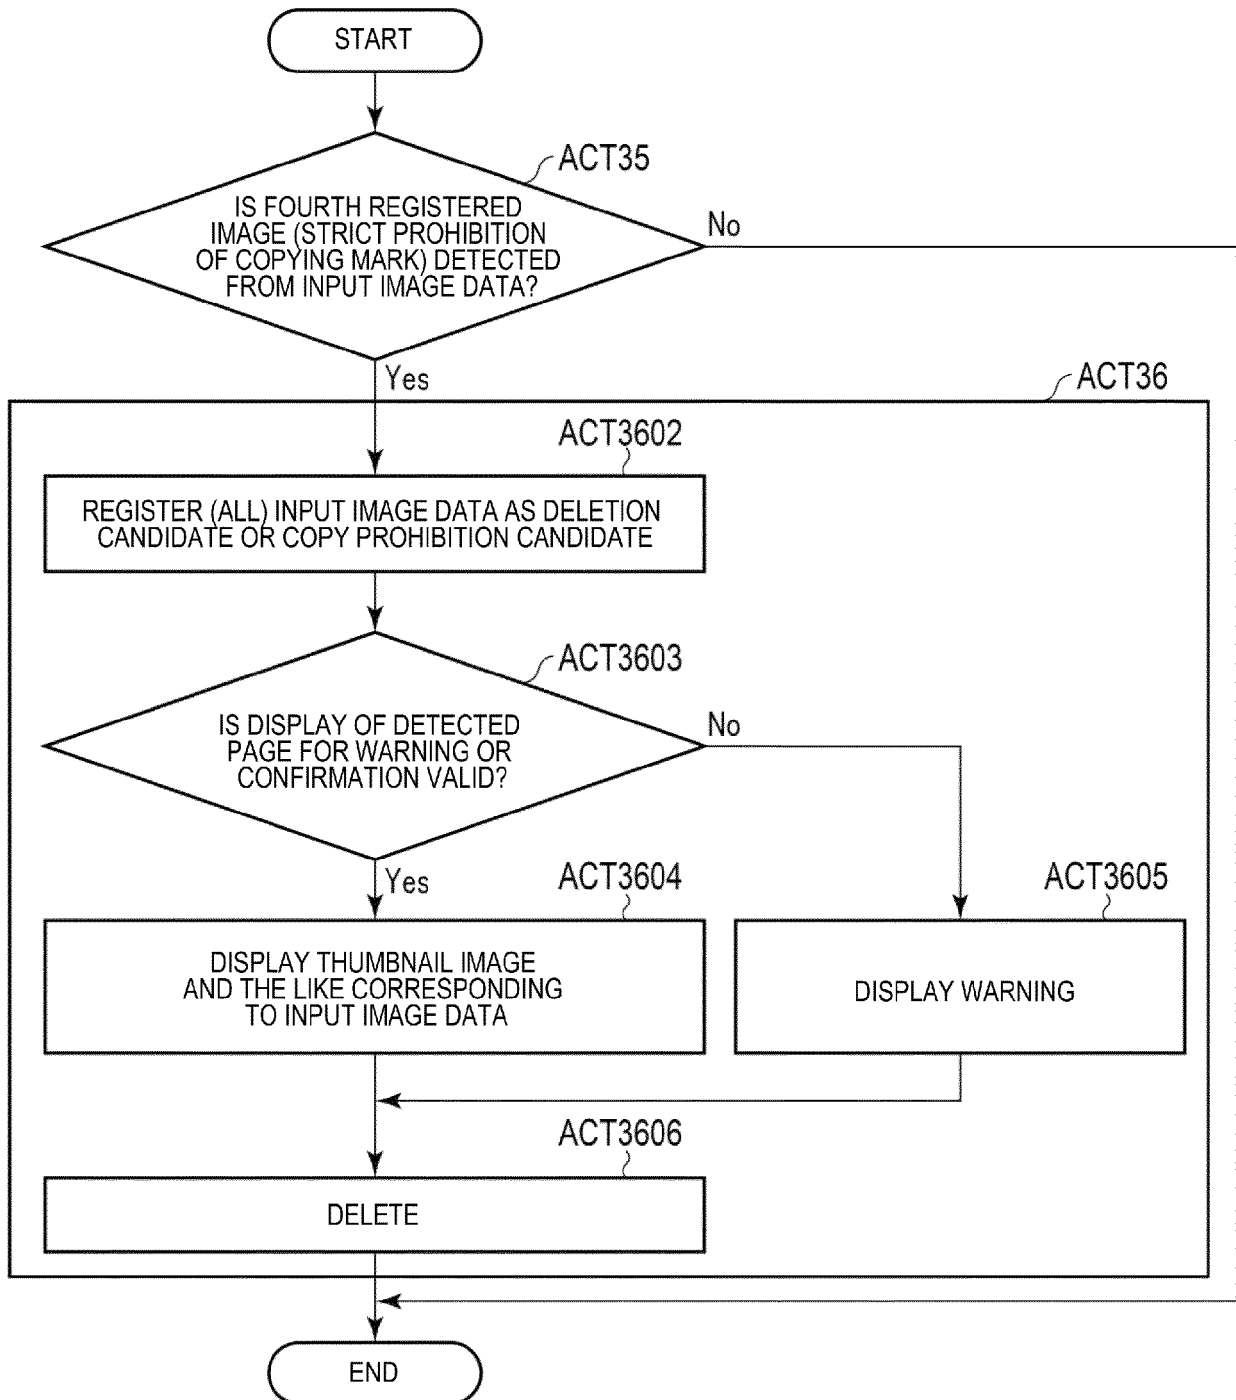 START
ACT35
IS FOURTH REGISTERED
IMAGE (STRICT PROHIBITION
OF COPYING MARK) DETECTED
FROM INPUT IMAGE DATA?
No
Yes
ACT36
ACT3602
REGISTER (ALL) INPUT IMAGE DATA AS DELETION
CANDIDATE OR COPY PROHIBITION CANDIDATE
ACT3603
IS DISPLAY OF DETECTED
PAGE FOR WARNING OR
CONFIRMATION VALID?
No
Yes
ACT3604
DISPLAY THUMBNAIL IMAGE
AND THE LIKE CORRESPONDING
TO INPUT IMAGE DATA
ACT3605
DISPLAY WARNING
ACT3606
DELETE
END